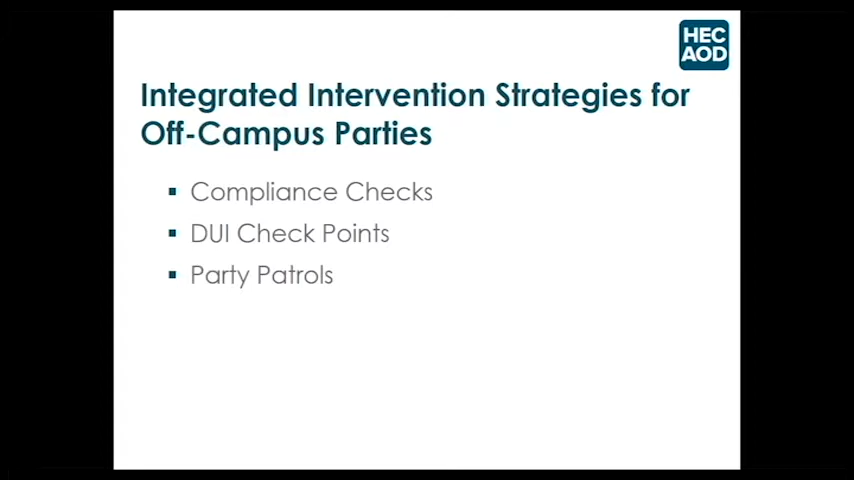 HEC
AOD
Integrated Intervention Strategies for
Off-Campus Parties
Compliance Checks
DUI Check Points
Party Patrols